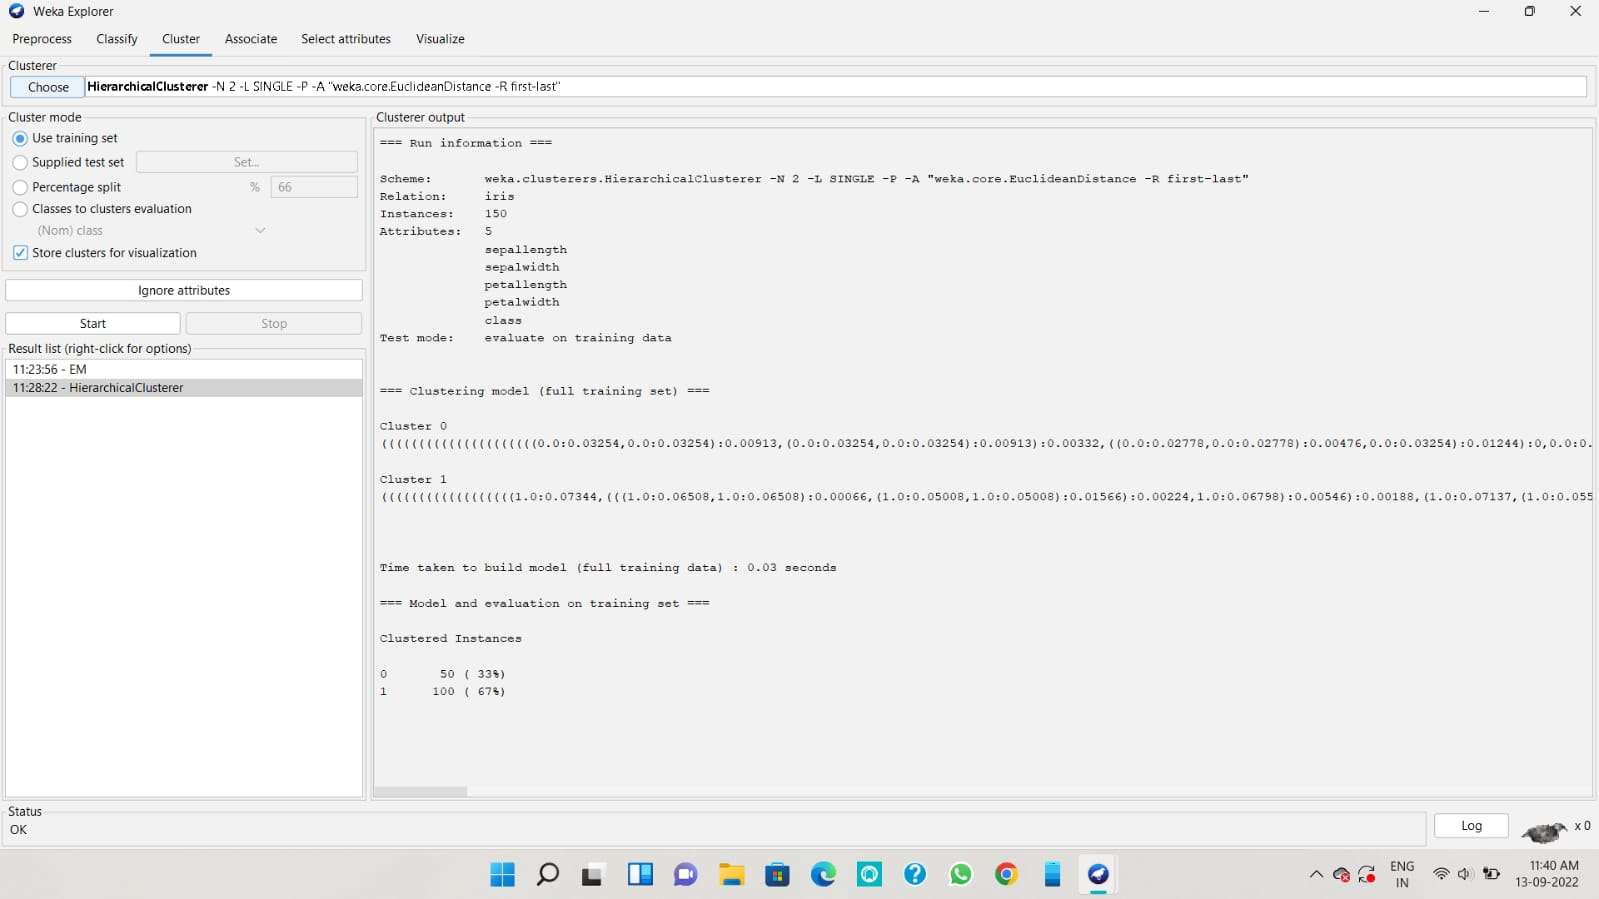 Weka Explorer
Preprocess Classify Cluster Associate Select attributes Visualize
Clusterer
Choose HierarchicalClusterer -N 2 -L SINGLE -P -A "weka.core.EuclideanDistance -R first-last"
Cluster mode
Use training set
Supplied test set Set...
Percentage split % 66
Classes to clusters evaluation
(Nom) class
Store clusters for visualization
Ignore attributes
Start Stop
Result list (right-click for options)
11:23:56 - EM
11:28:22 - HierarchicalClusterer
Clusterer output
=== Run information ===
Scheme: weka.clusterers.HierarchicalClusterer -N 2 -L SINGLE -P -A "weka.core.EuclideanDistance -R first-last"
Relation: iris
Instances: 150
Attributes: 5
sepallength
sepalwidth
petallength
petalwidth
class
Test mode: evaluate on training data
=== Clustering model (full training set) ===
Cluster 0
(((((((((((((((((((((0.0:0.03254,0.0:0.03254):0.00913,(0.0:0.03254,0.0:0.03254):0.00913):0.00332,((0.0:0.02778,0.0:0.02778):0.00476,0.0:0.03254):0.01244):0,0.0:0.
Cluster 1
((((((((((((((((((1.0:0.07344,(((1.0:0.06508,1.0:0.06508):0.00066,(1.0:0.05008,1.0:0.05008):0.01566):0.00224,1.0:0.06798):0.00546):0.00188,(1.0:0.07137,(1.0:0.055
Time taken to build model (full training data) : 0.03 seconds
=== Model and evaluation on training set ===
Clustered Instances
0 50 ( 33%)
1 100 ( 67%)
Status
OK
Log x 0
ENG
IN
11:40 AM
13-09-2022